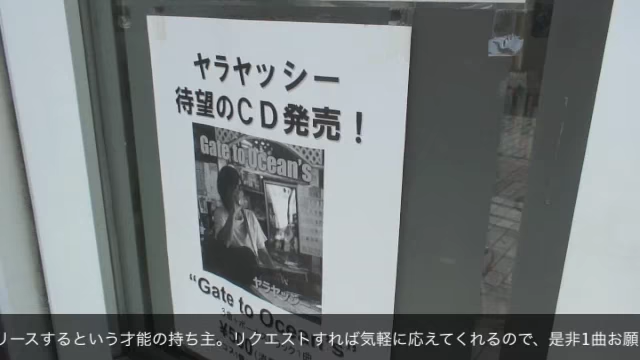 ヤラヤッシー
待望のCD発売！
Gate to Ocean's
ヤラヤッシー
“Gate to Ocean's”
¥500
リースするという才能の持ち主。リクエストすれば気軽に応えてくれるので、是非1曲お願